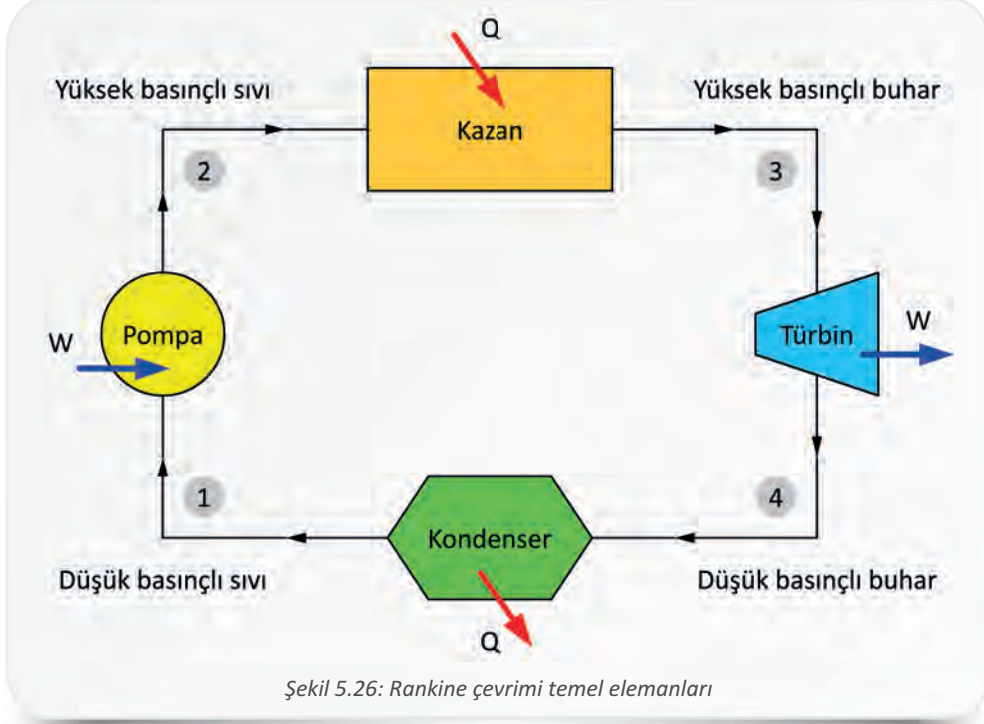 Q
Yüksek basınçlı sıvı
Yüksek basınçlı buhar
Kazan
2
3
W
Pompa
Türbin
W
1
4
Kondenser
Düşük basınçlı sıvı
Düşük basınçlı buhar
Q
Şekil 5.26: Rankine çevrimi temel elemanları